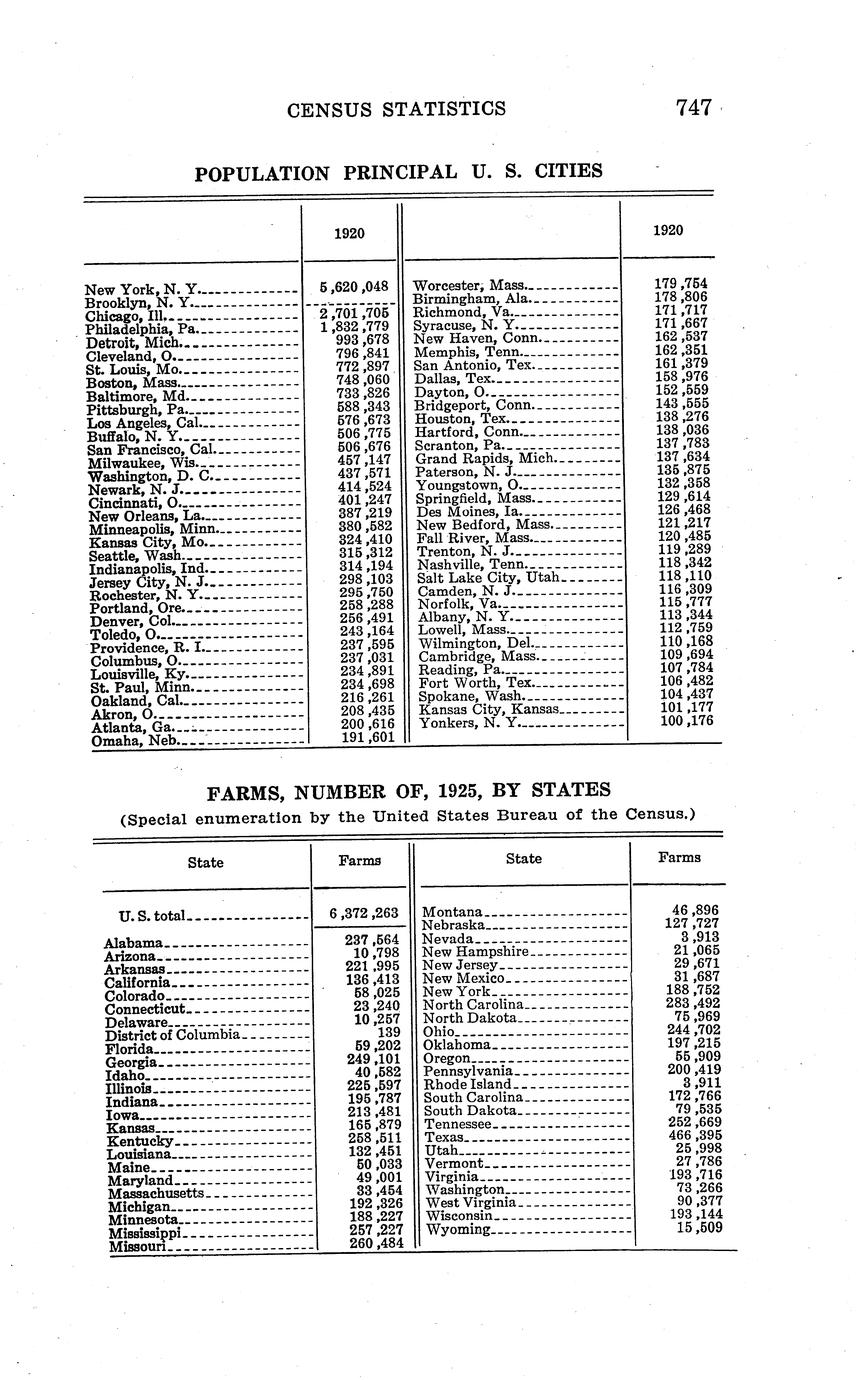 CENSUS STATISTICS 747
POPULATION PRINCIPAL U. S. CITIES
1920
1920
New York, N. Y. 5,620,048
Brooklyn, N. Y.
Chicago, Ill. 2,701,705
Philadelphia, Pa. 1,832,779
Detroit, Mich. 993,678
Cleveland, O. 796,841
St. Louis, Mo. 772,897
Boston, Mass. 748,060
Baltimore, Md. 733,826
Pittsburgh, Pa. 588,343
Los Angeles, Cal. 576,673
Buffalo, N. Y. 506,775
San Francisco, Cal. 506,676
Milwaukee, Wis. 457,147
Washington, D. C. 437,571
Newark, N. J. 414,524
Cincinnati, O. 401,247
New Orleans, La. 387,219
Minneapolis, Minn. 380,582
Kansas City, Mo. 324,410
Seattle, Wash. 315,312
Indianapolis, Ind. 314,194
Jersey City, N. J. 298,103
Rochester, N. Y. 295,750
Portland, Ore. 258,288
Denver, Col. 256,491
Toledo, O. 243,164
Providence, R. I. 237,595
Columbus, O. 237,031
Louisville, Ky. 234,891
St. Paul, Minn. 234,698
Oakland, Cal. 216,261
Akron, O. 208,435
Atlanta, Ga. 200,616
Omaha, Neb. 191,601
Worcester, Mass. 179,754
Birmingham, Ala. 178,806
Richmond, Va. 171,717
Syracuse, N. Y. 171,667
New Haven, Conn. 162,537
Memphis, Tenn. 162,351
San Antonio, Tex. 161,379
Dallas, Tex. 158,976
Dayton, O. 152,559
Bridgeport, Conn. 143,555
Houston, Tex. 138,276
Hartford, Conn. 138,036
Scranton, Pa. 137,783
Grand Rapids, Mich. 137,634
Paterson, N. J. 135,875
Youngstown, O. 132,358
Springfield, Mass. 129,614
Des Moines, Ia. 126,468
New Bedford, Mass. 121,217
Fall River, Mass. 120,485
Trenton, N. J. 119,289
Nashville, Tenn. 118,342
Salt Lake City, Utah 118,110
Camden, N. J. 116,309
Norfolk, Va. 115,777
Albany, N. Y. 113,344
Lowell, Mass. 112,759
Wilmington, Del. 110,168
Cambridge, Mass. 109,694
Reading, Pa. 107,784
Fort Worth, Tex. 106,482
Spokane, Wash. 104,437
Kansas City, Kansas 101,177
Yonkers, N. Y. 100,176
FARMS, NUMBER OF, 1925, BY STATES
(Special enumeration by the United States Bureau of the Census.)
State Farms
State Farms
U. S. total 6,372,263
Alabama 237,564
Arizona 10,798
Arkansas 221,995
California 136,413
Colorado 58,025
Connecticut 23,240
Delaware 10,257
District of Columbia 139
Florida 59,202
Georgia 249,101
Idaho 40,582
Illinois 225,597
Indiana 195,787
Iowa 213,481
Kansas 165,879
Kentucky 258,511
Louisiana 132,451
Maine 50,033
Maryland 49,001
Massachusetts 33,454
Michigan 192,326
Minnesota 188,227
Mississippi 257,227
Missouri 260,484
Montana 46,896
Nebraska 127,727
Nevada 3,913
New Hampshire 21,065
New Jersey 29,671
New Mexico 31,687
New York 188,752
North Carolina 283,492
North Dakota 75,969
Ohio 244,702
Oklahoma 197,215
Oregon 55,909
Pennsylvania 200,419
Rhode Island 3,911
South Carolina 172,766
South Dakota 79,535
Tennessee 252,669
Texas 466,395
Utah 25,998
Vermont 27,786
Virginia 193,716
Washington 73,266
West Virginia 90,377
Wisconsin 193,144
Wyoming 15,509